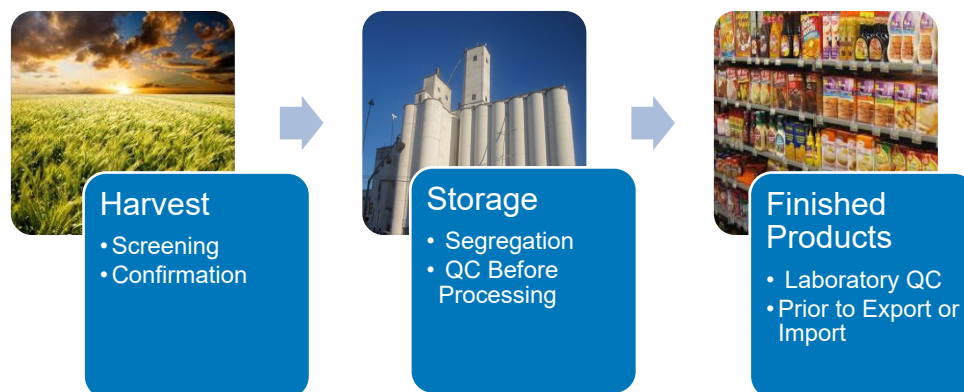 Harvest
• Screening
• Confirmation
Storage
• Segregation
• QC Before
Processing
Finished
Products
• Laboratory QC
• Prior to Export or
Import